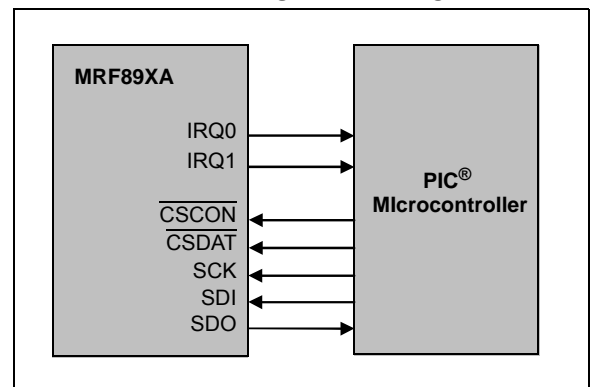 MRF89XA
IRQ0
IRQ1
CSCON
CSDAT
SCK
SDI
SDO
PIC®
MIcrocontroller